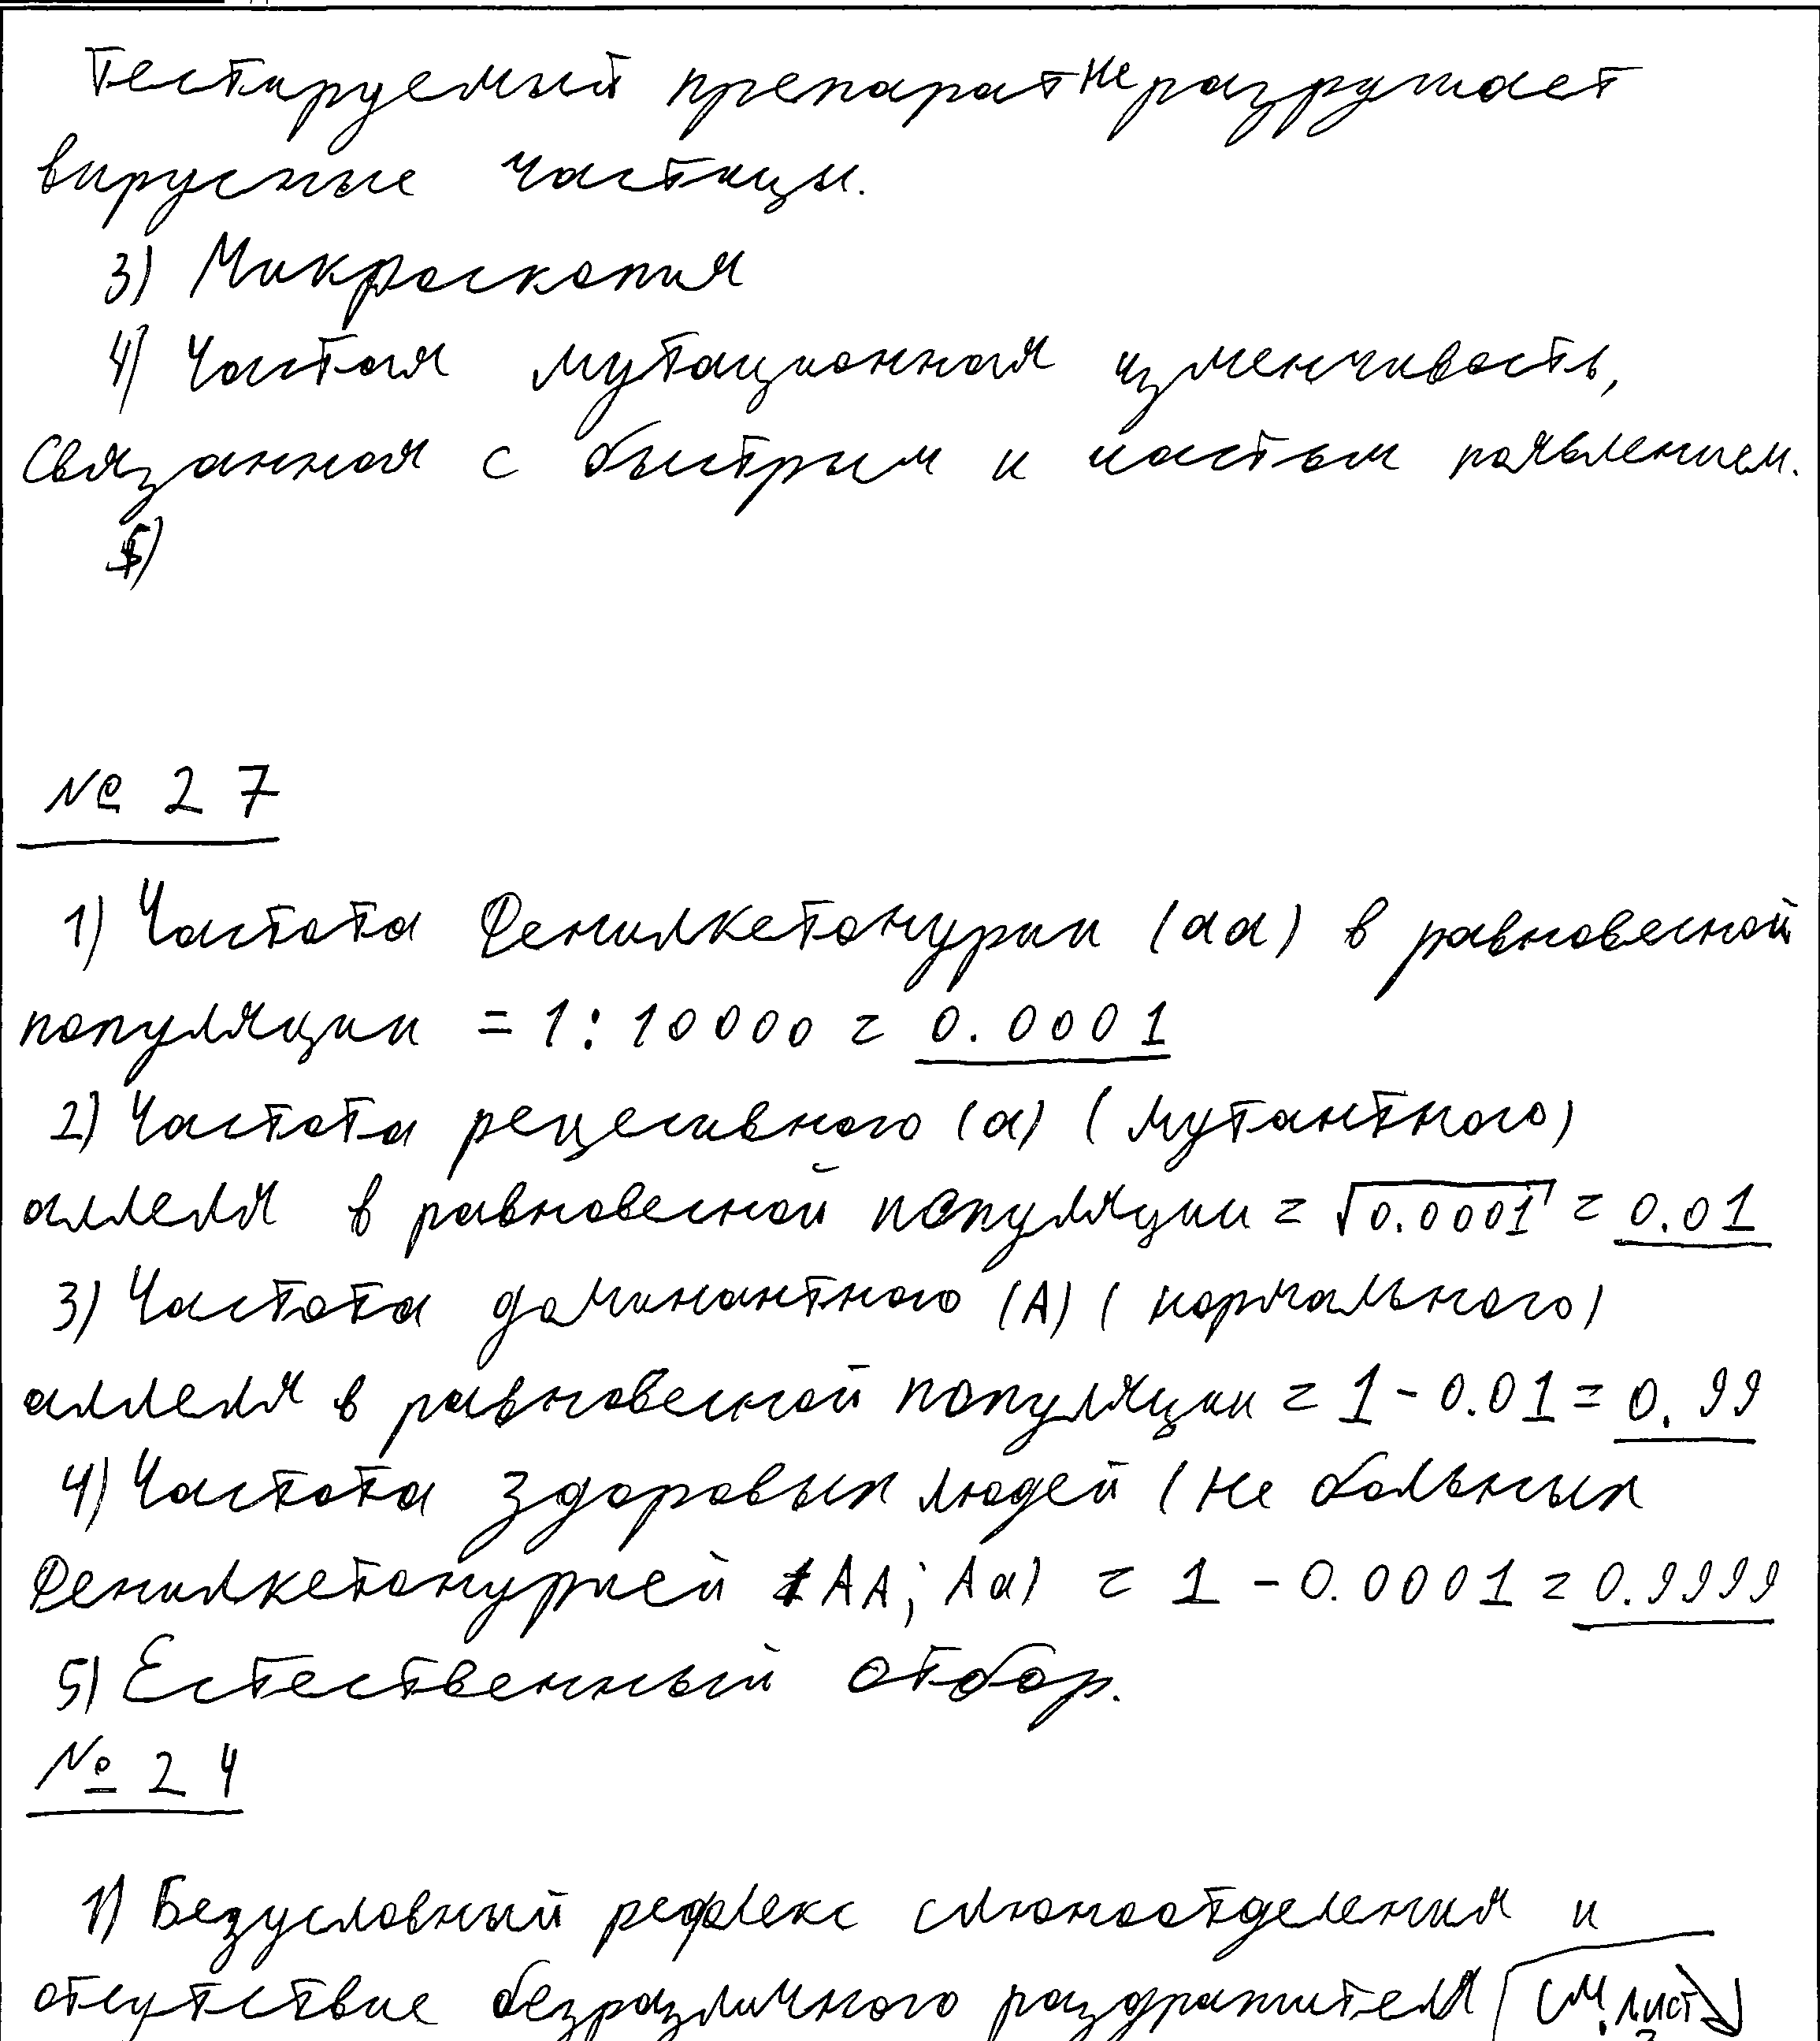 Тестируемый препарат не разрушает
вирусные частицы.
3) Микроскопия
4) Частая мутационная изменчивость,
связанная с быстрым и частым появлением.
5)
№ 27
1) Частота Фенилкетонурии (аа) в равновесной
популяции = 1 : 10000 = 0.0001
2) Частота рецесивного (а) (мутантного)
аллеля в равновесной популяции = √0.0001 = 0.01
3) Частота доминантного (А) (нормального)
аллеля в равновесной популяции = 1 - 0.01 = 0.99
4) Частота здоровых людей (не больных
Фенилкетонурией АА; Аа) = 1 - 0.0001 = 0.9999
5) Естественный отбор.
№ 24
1) Безусловный рефлекс слюноотделения и
отсутствие безразличного раздражителя см. лист